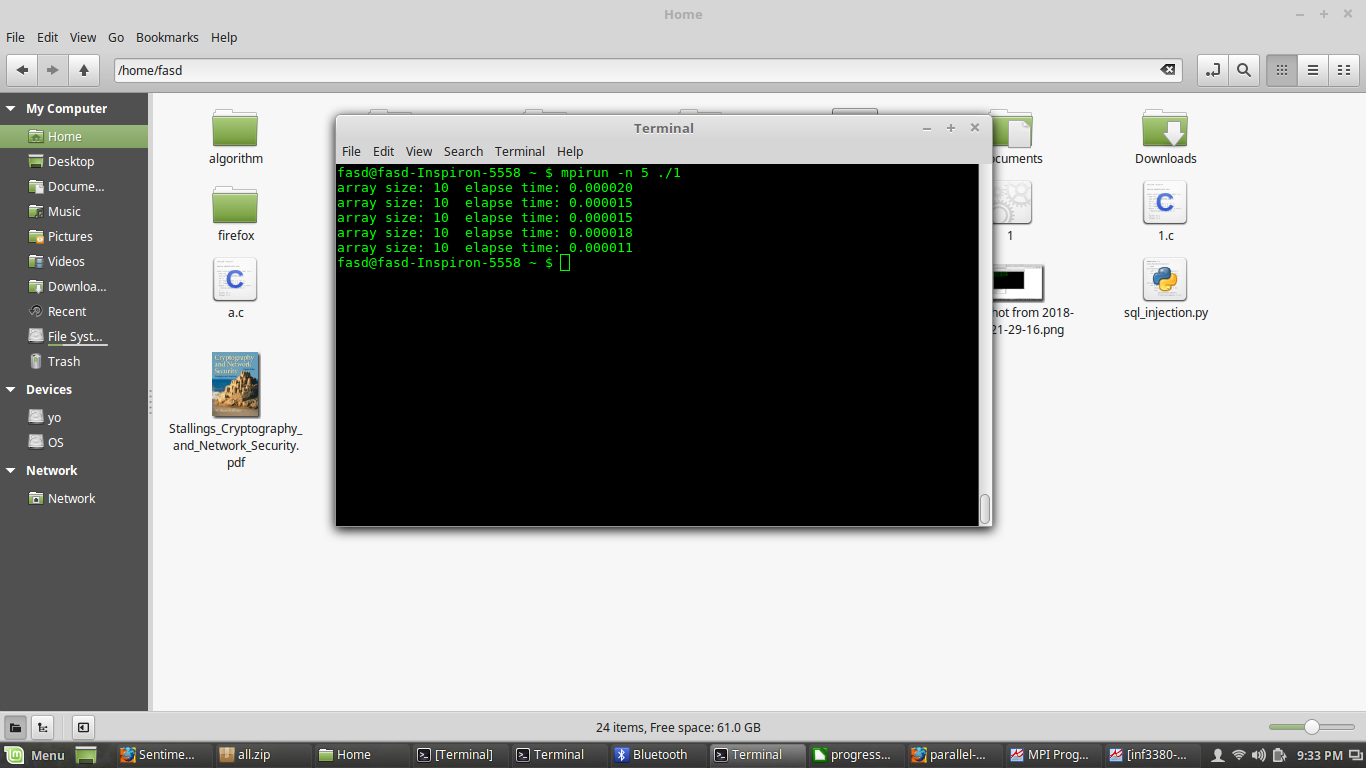 Home
File Edit View Go Bookmarks Help
/home/fasd
My Computer
Home
Desktop
Docume...
Music
Pictures
Videos
Downloa...
Recent
File Syst...
Trash
Devices
yo
OS
Network
Network
algorithm
ocuments
Downloads
firefox
1
1.c
C
C
a.c
hot from 2018-
21-29-16.png
sql_injection.py
Cryptography
and Network
Security
Stallings_Cryptography_
and_Network_Security.
pdf
Terminal
File Edit View Search Terminal Help
fasd@fasd-Inspiron-5558 ~ $ mpirun -n 5 ./1
array size: 10  elapse time: 0.000020
array size: 10  elapse time: 0.000015
array size: 10  elapse time: 0.000015
array size: 10  elapse time: 0.000018
array size: 10  elapse time: 0.000011
fasd@fasd-Inspiron-5558 ~ $
24 items, Free space: 61.0 GB
Menu Sentime... all.zip Home [Terminal] Terminal Bluetooth Terminal progress... parallel-... MPI Prog... [inf3380-... 9:33 PM